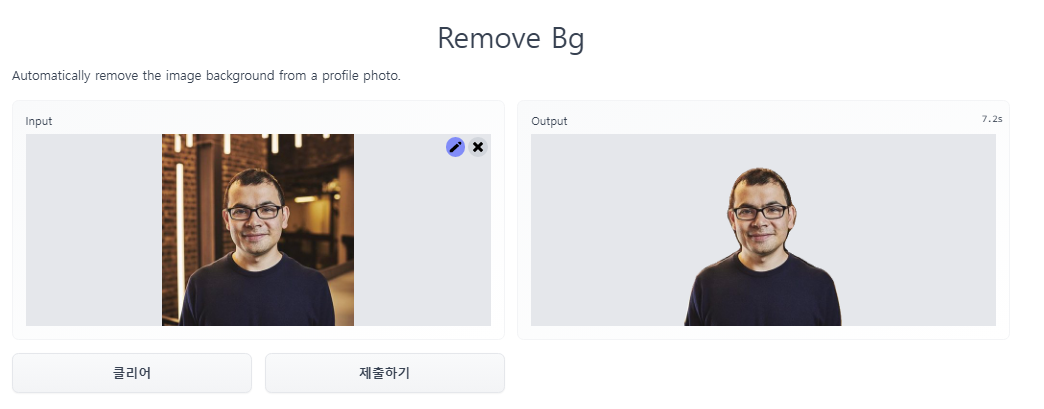 Remove Bg
Automatically remove the image background from a profile photo.
Input
Output
7.2s
클리어
제출하기